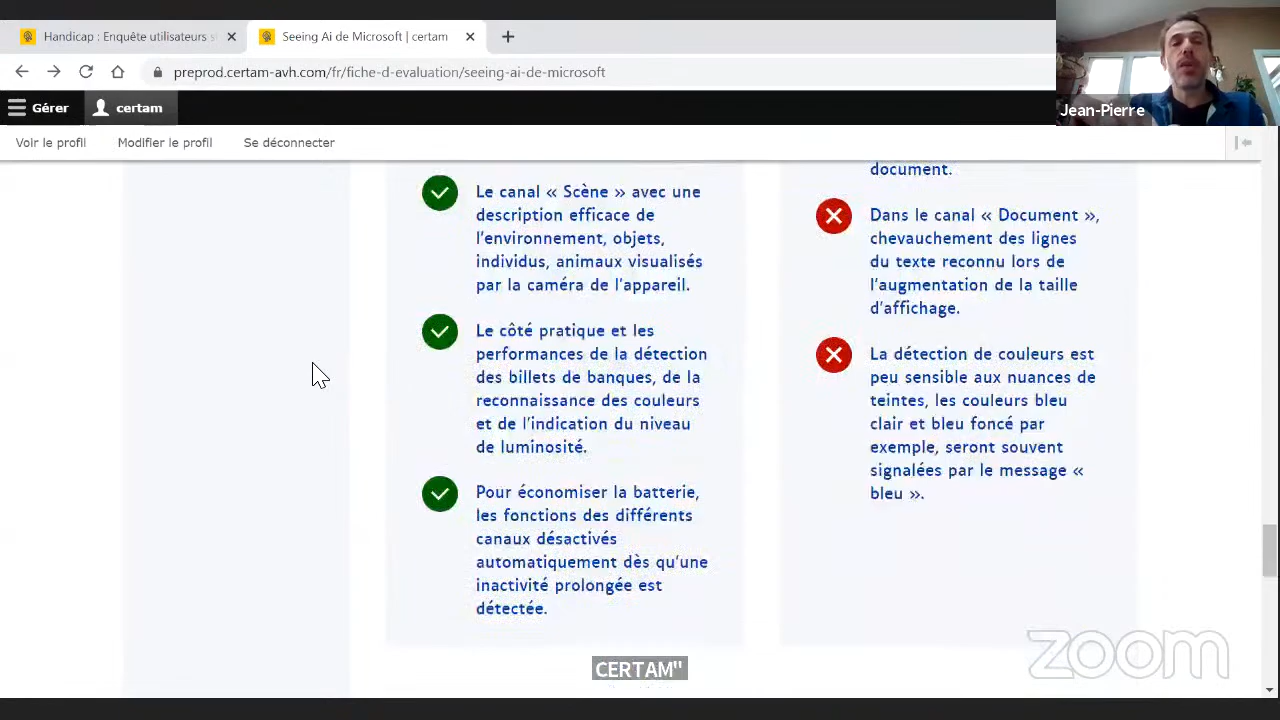 Handicap : Enquête utilisateurs s
Seeing Ai de Microsoft | certam
preprod.certam-avh.com/fr/fiche-d-evaluation/seeing-ai-de-microsoft
Jean-Pierre
Gérer
certam
Voir le profil
Modifier le profil
Se déconnecter
Le canal « Scène » avec une
description efficace de
l'environnement, objets,
individus, animaux visualisés
par la caméra de l'appareil.
Le côté pratique et les
performances de la détection
des billets de banques, de la
reconnaissance des couleurs
et de l'indication du niveau
de luminosité.
Pour économiser la batterie,
les fonctions des différents
canaux désactivés
automatiquement dès qu'une
inactivité prolongée est
détectée.
document.
Dans le canal « Document »,
chevauchement des lignes
du texte reconnu lors de
l'augmentation de la taille
d'affichage.
La détection de couleurs est
peu sensible aux nuances de
teintes, les couleurs bleu
clair et bleu foncé par
exemple, seront souvent
signalées par le message «
bleu ».
zoom
CERTAM"